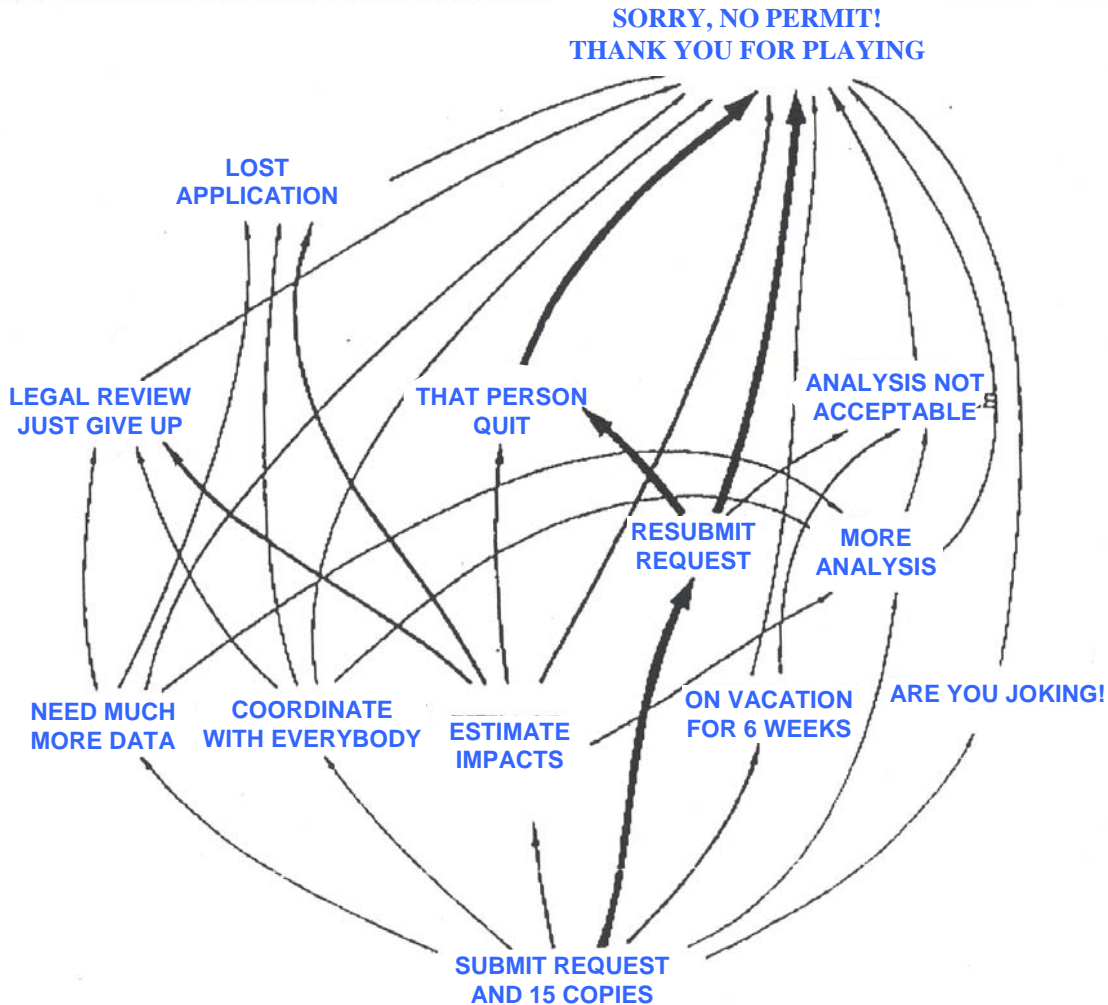 SORRY, NO PERMIT!
THANK YOU FOR PLAYING
LOST
APPLICATION
LEGAL REVIEW
JUST GIVE UP
THAT PERSON
QUIT
ANALYSIS NOT
ACCEPTABLE
RESUBMIT
REQUEST
MORE
ANALYSIS
NEED MUCH
MORE DATA
COORDINATE
WITH EVERYBODY
ESTIMATE
IMPACTS
ON VACATION
FOR 6 WEEKS
ARE YOU JOKING!
SUBMIT REQUEST
AND 15 COPIES